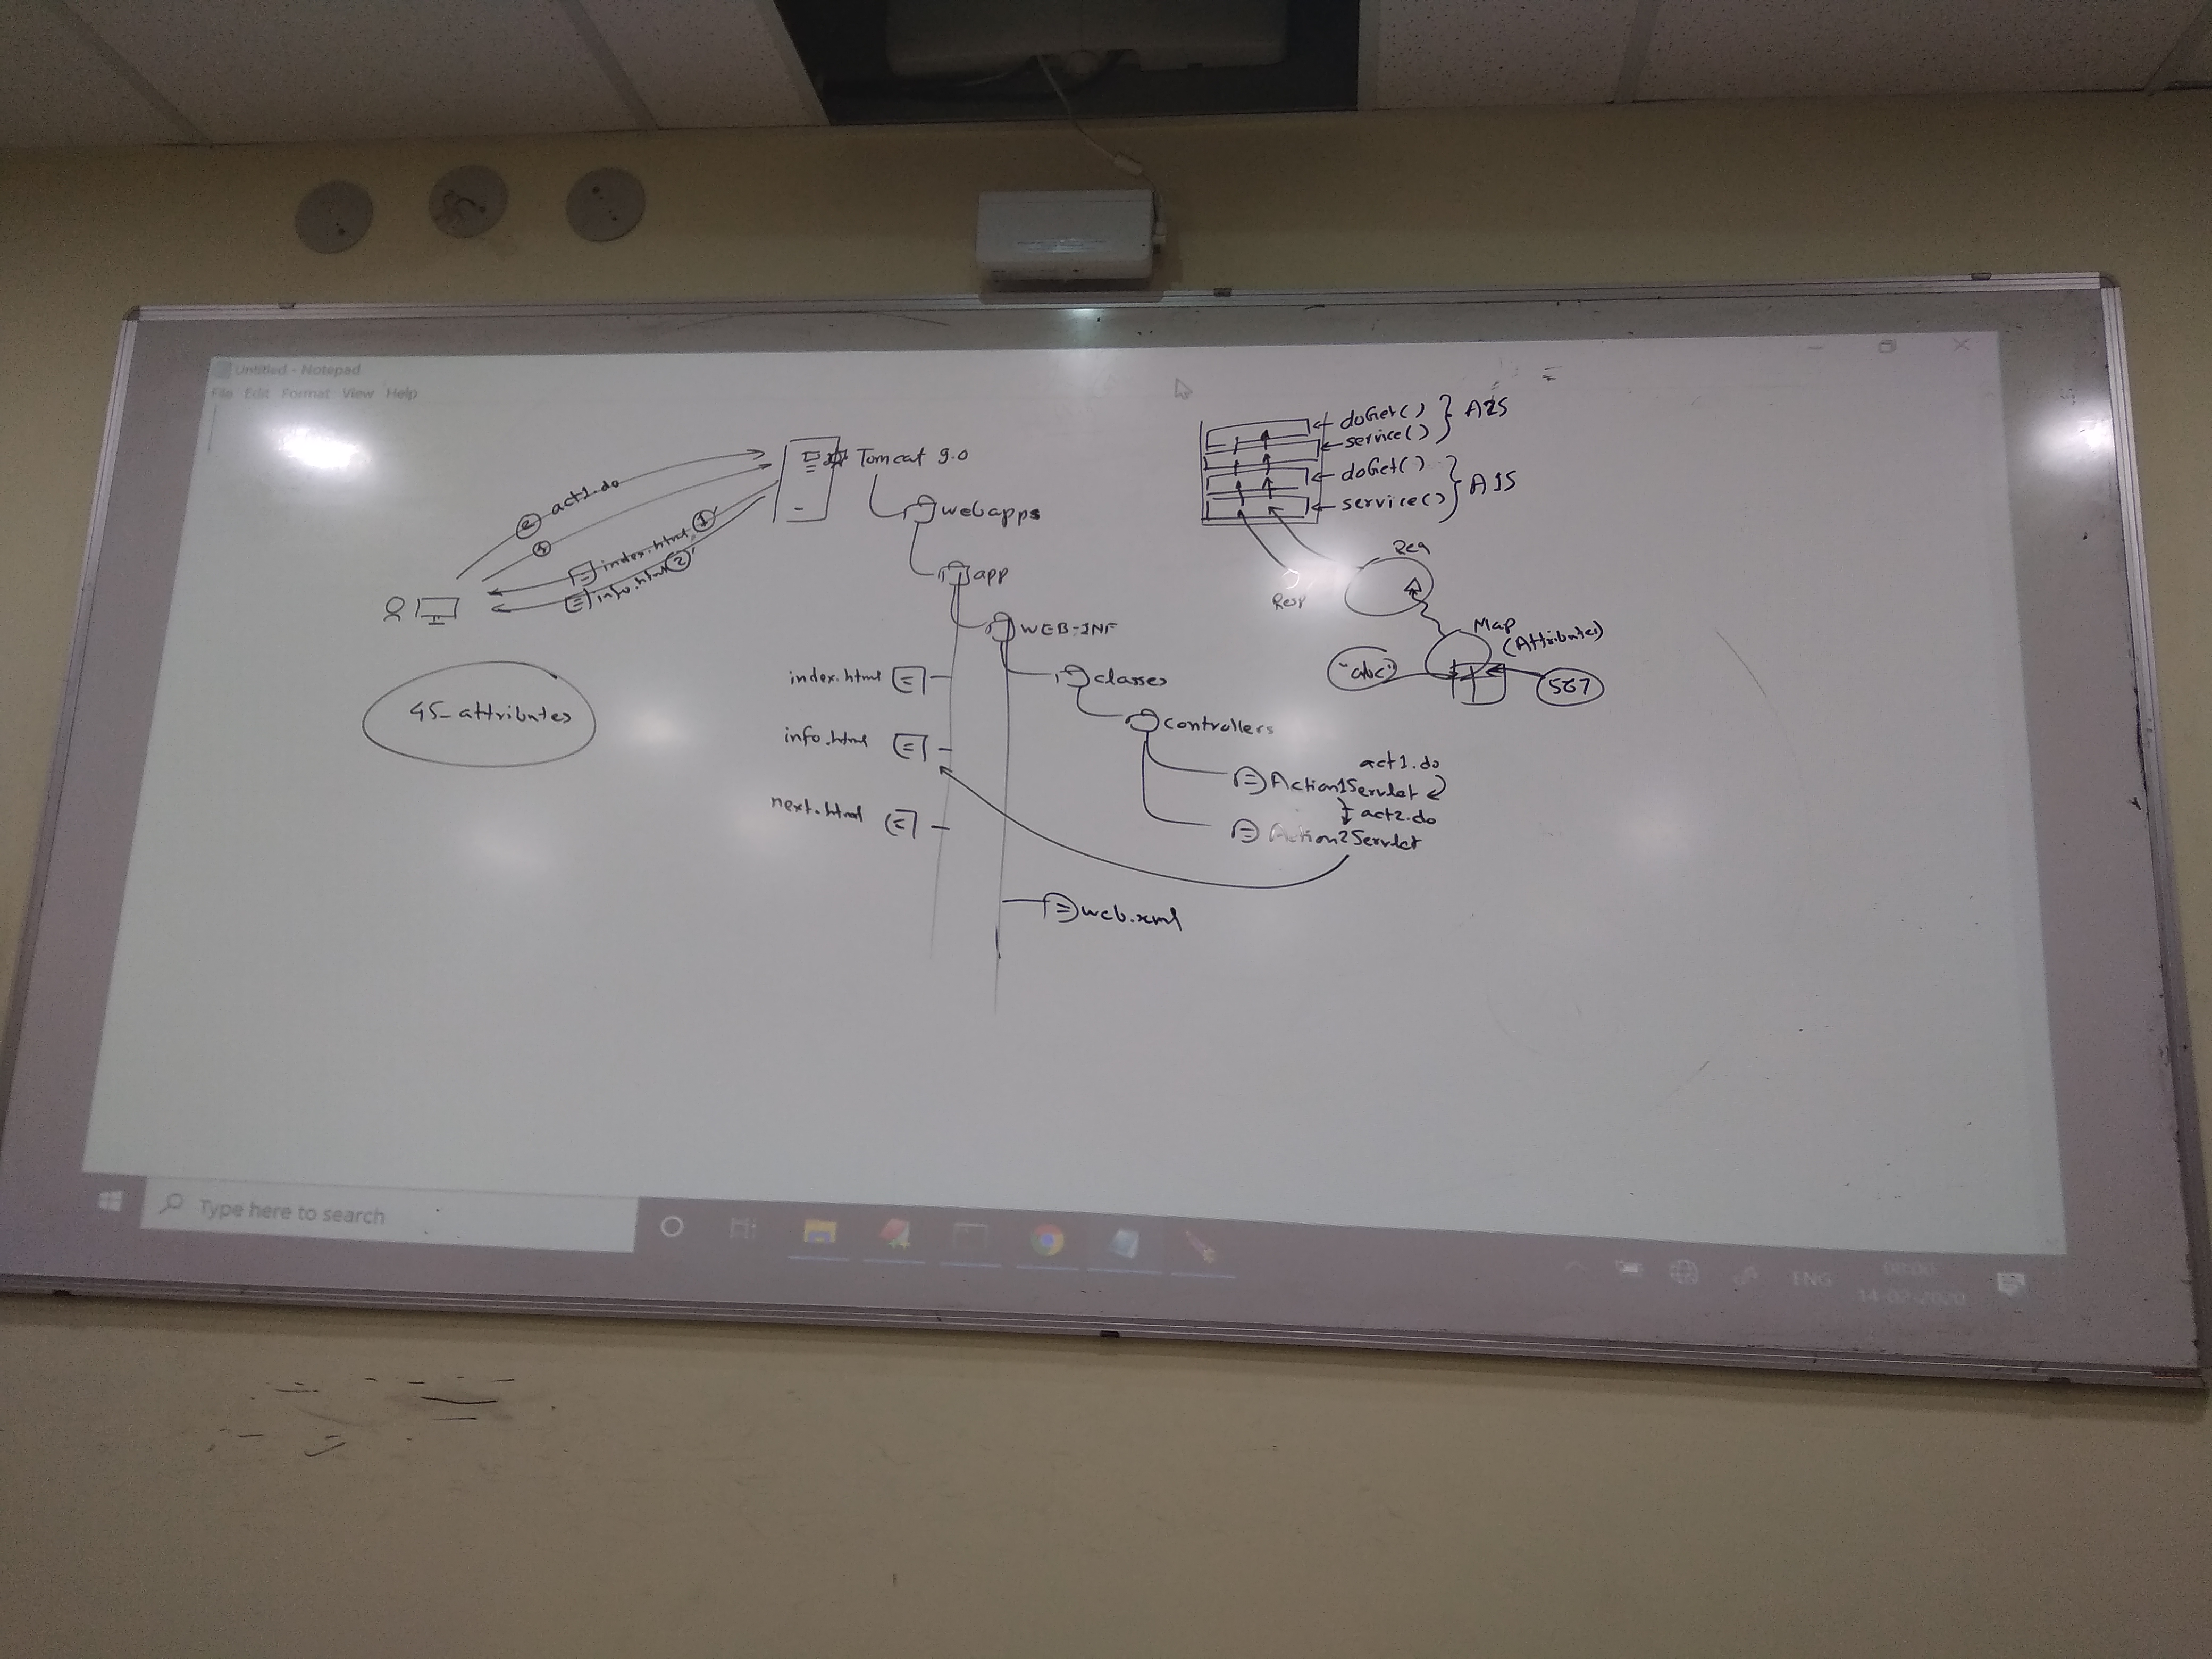 Untitled - Notepad
File Edit Format View Help
act1.do
index.html 1
info.html 2
Tomcat 9.0
webapps
app
WEB-INF
classes
controllers
act1.do
Action1Servlet
act2.do
Action2Servlet
web.xml
index.html
info.html
next.html
45_attributes
doGet() } A2S
service()
doGet() } A1S
service()
Req
Resp
Map
(Attributes)
"abc"
567
Type here to search
ENG
08:00
14-02-2020